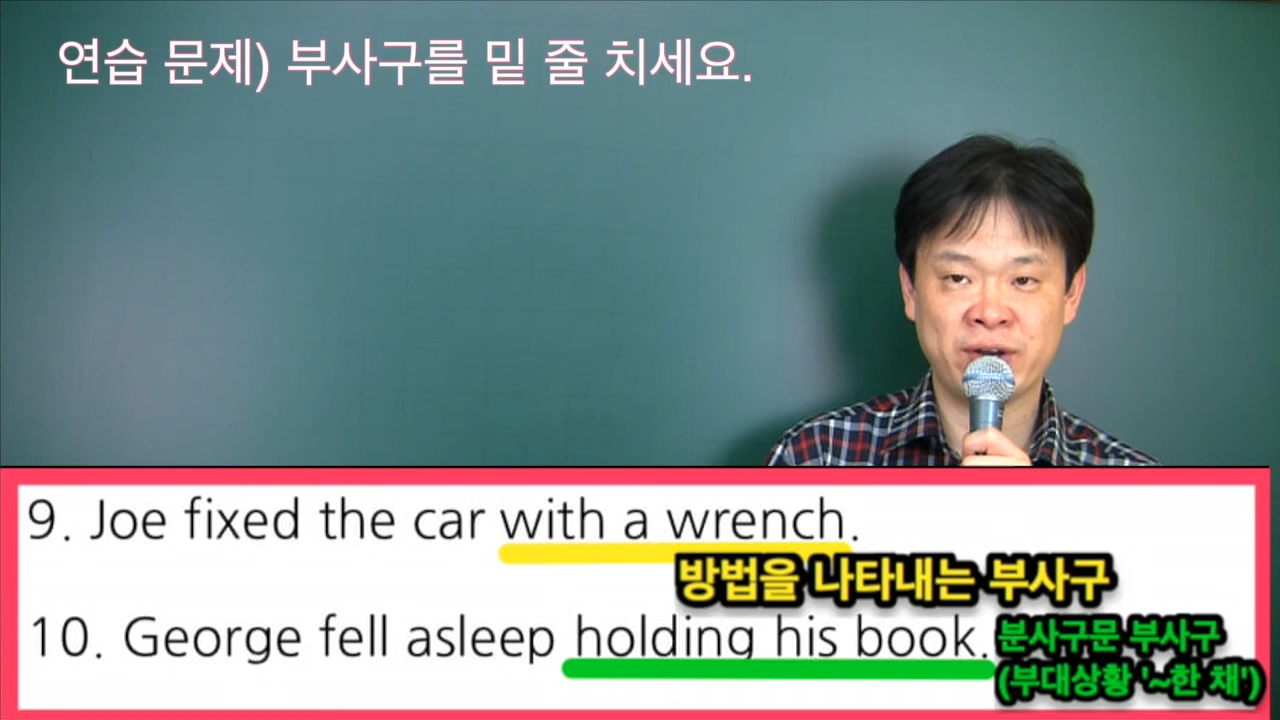 연습 문제) 부사구를 밑 줄 치세요.
9. Joe fixed the car with a wrench.
방법을 나타내는 부사구
10. George fell asleep holding his book.
분사구문 부사구
(부대상황 '~한 채')